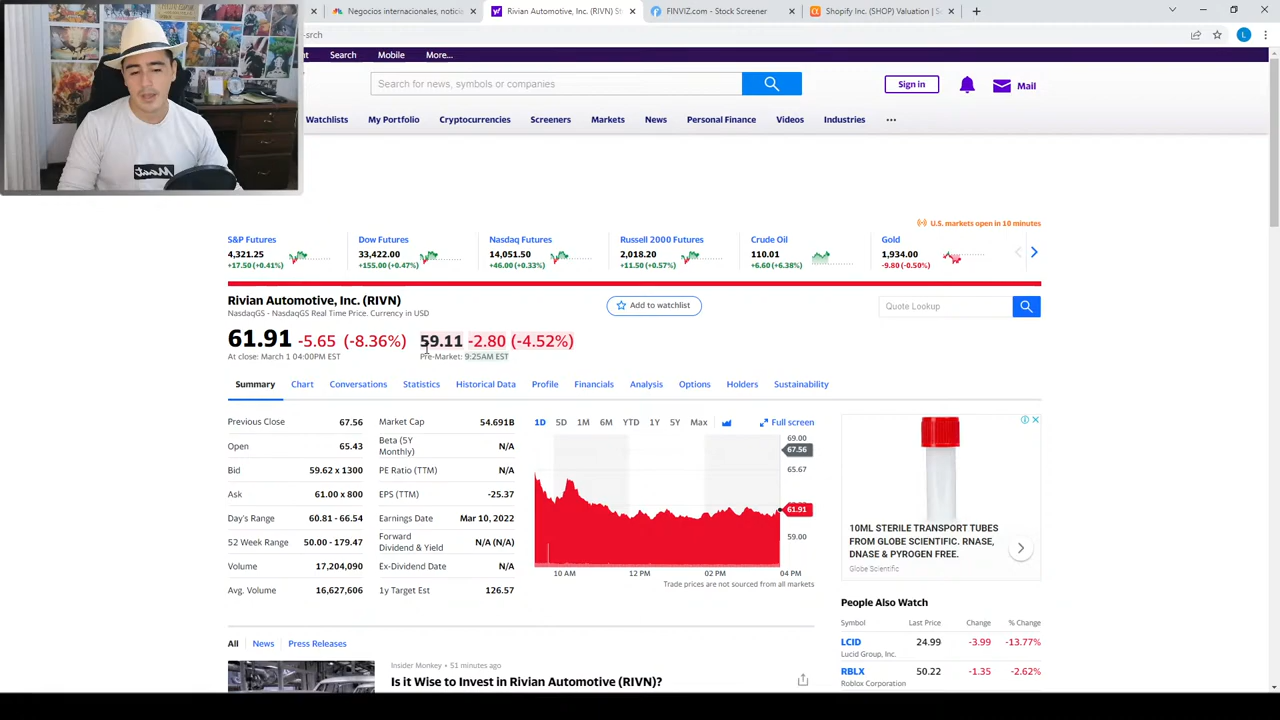 Negocios internacionales, notici
Rivian Automotive, Inc. (RIVN) St
FINVIZ.com - Stock Screener
Shopify Inc. (SHOP) Valuation | S
-srch
L
nt Search Mobile More...
Search for news, symbols or companies
Sign in
Mail
Watchlists My Portfolio Cryptocurrencies Screeners Markets News Personal Finance Videos Industries ...
U.S. markets open in 10 minutes
S&P Futures
4,321.25
+17.50 (+0.41%)
Dow Futures
33,422.00
+155.00 (+0.47%)
Nasdaq Futures
14,051.50
+46.00 (+0.33%)
Russell 2000 Futures
2,018.20
+11.50 (+0.57%)
Crude Oil
110.01
+6.60 (+6.38%)
Gold
1,934.00
-9.80 (-0.50%)
Rivian Automotive, Inc. (RIVN)
NasdaqGS - NasdaqGS Real Time Price. Currency in USD
Add to watchlist
Quote Lookup
61.91 -5.65 (-8.36%)
At close: March 1 04:00PM EST
59.11 -2.80 (-4.52%)
Pre-Market: 9:25AM EST
Summary Chart Conversations Statistics Historical Data Profile Financials Analysis Options Holders Sustainability
Previous Close 67.56
Open 65.43
Bid 59.62 x 1300
Ask 61.00 x 800
Day's Range 60.81 - 66.54
52 Week Range 50.00 - 179.47
Volume 17,204,090
Avg. Volume 16,627,606
Market Cap 54.691B
Beta (5Y
Monthly) N/A
PE Ratio (TTM) N/A
EPS (TTM) -25.37
Earnings Date Mar 10, 2022
Forward
Dividend & Yield N/A (N/A)
Ex-Dividend Date N/A
1y Target Est 126.57
1D 5D 1M 6M YTD 1Y 5Y Max
Full screen
69.00
67.56
65.67
61.91
59.00
10 AM 12 PM 02 PM 04 PM
Trade prices are not sourced from all markets
10ML STERILE TRANSPORT TUBES
FROM GLOBE SCIENTIFIC. RNASE,
DNASE & PYROGEN FREE.
Globe Scientific
People Also Watch
Symbol Last Price Change % Change
LCID 24.99 -3.99 -13.77%
Lucid Group, Inc.
RBLX 50.22 -1.35 -2.62%
Roblox Corporation
All News Press Releases
Insider Monkey • 51 minutes ago
Is it Wise to Invest in Rivian Automotive (RIVN)?